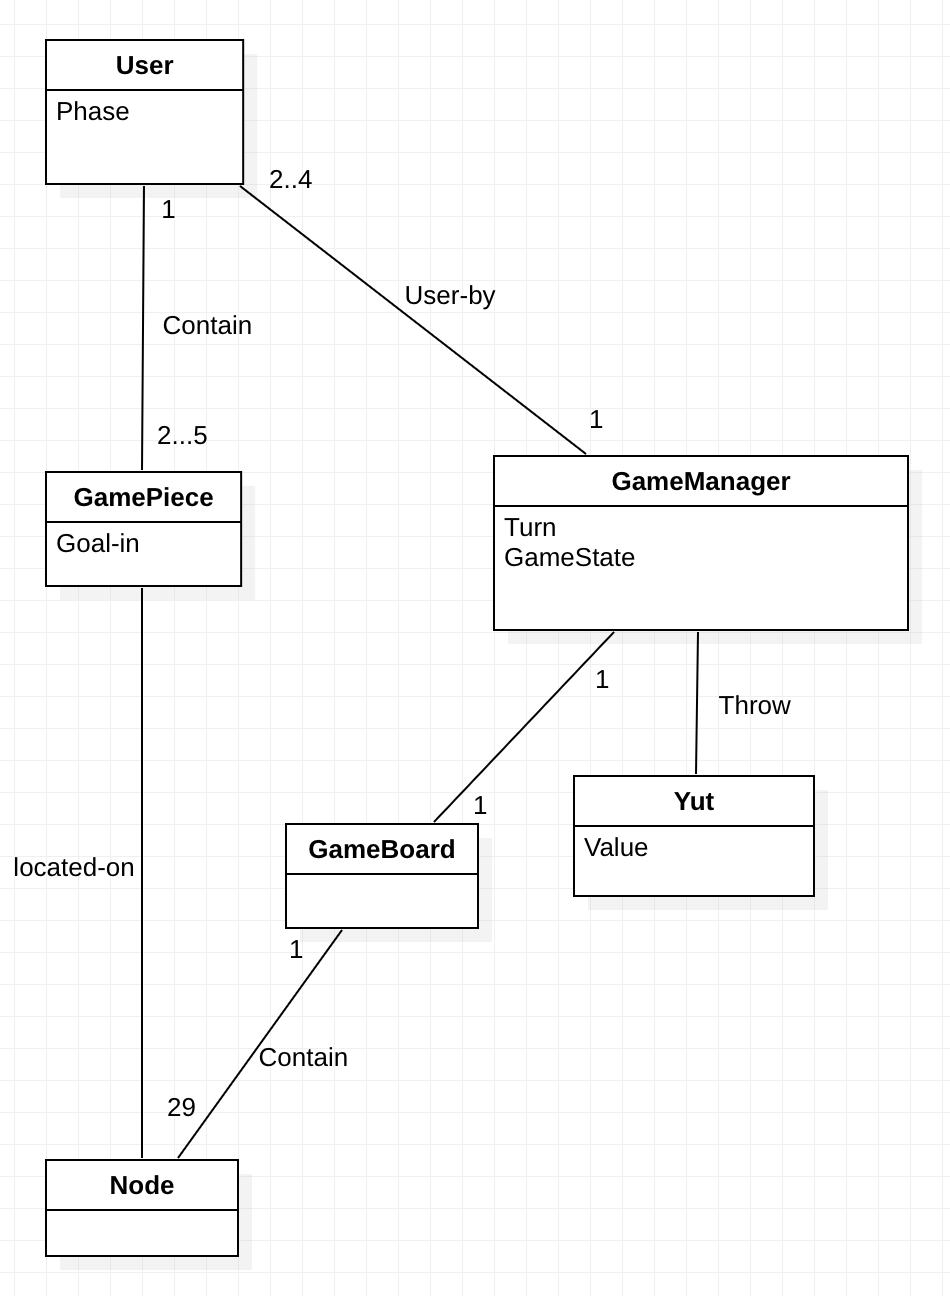 User
Phase
2..4
1
User-by
Contain
1
2...5
GamePiece
Goal-in
GameManager
Turn
GameState
1
Throw
1
Yut
Value
GameBoard
located-on
1
Contain
29
Node